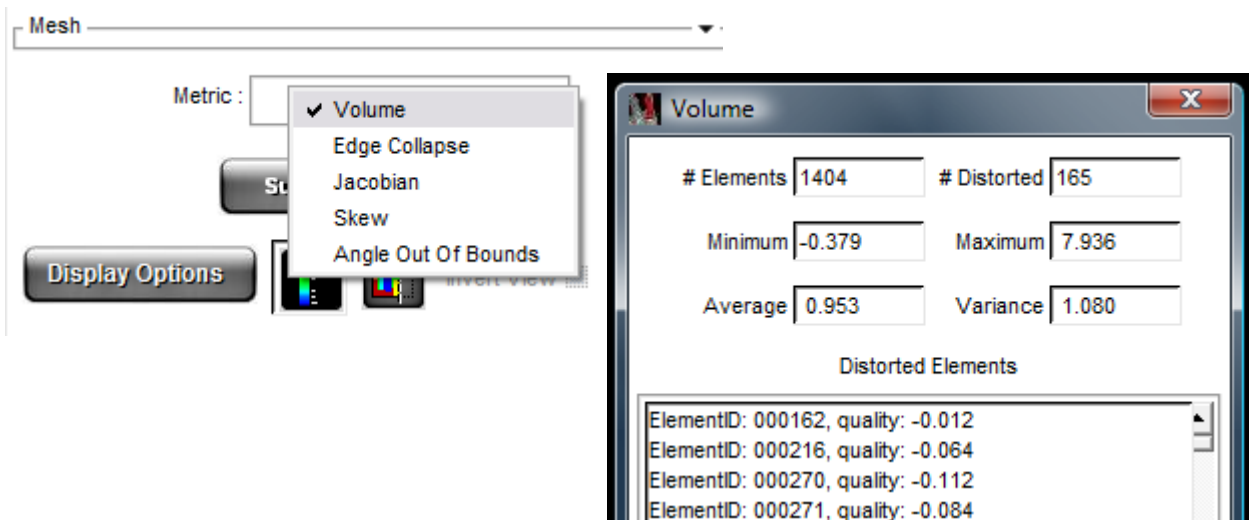 Mesh
Metric :
Volume
Edge Collapse
Jacobian
Skew
Angle Out Of Bounds
Display Options
Invert View
Volume
# Elements 1404 # Distorted 165
Minimum -0.379 Maximum 7.936
Average 0.953 Variance 1.080
Distorted Elements
ElementID: 000162, quality: -0.012
ElementID: 000216, quality: -0.064
ElementID: 000270, quality: -0.112
ElementID: 000271, quality: -0.084